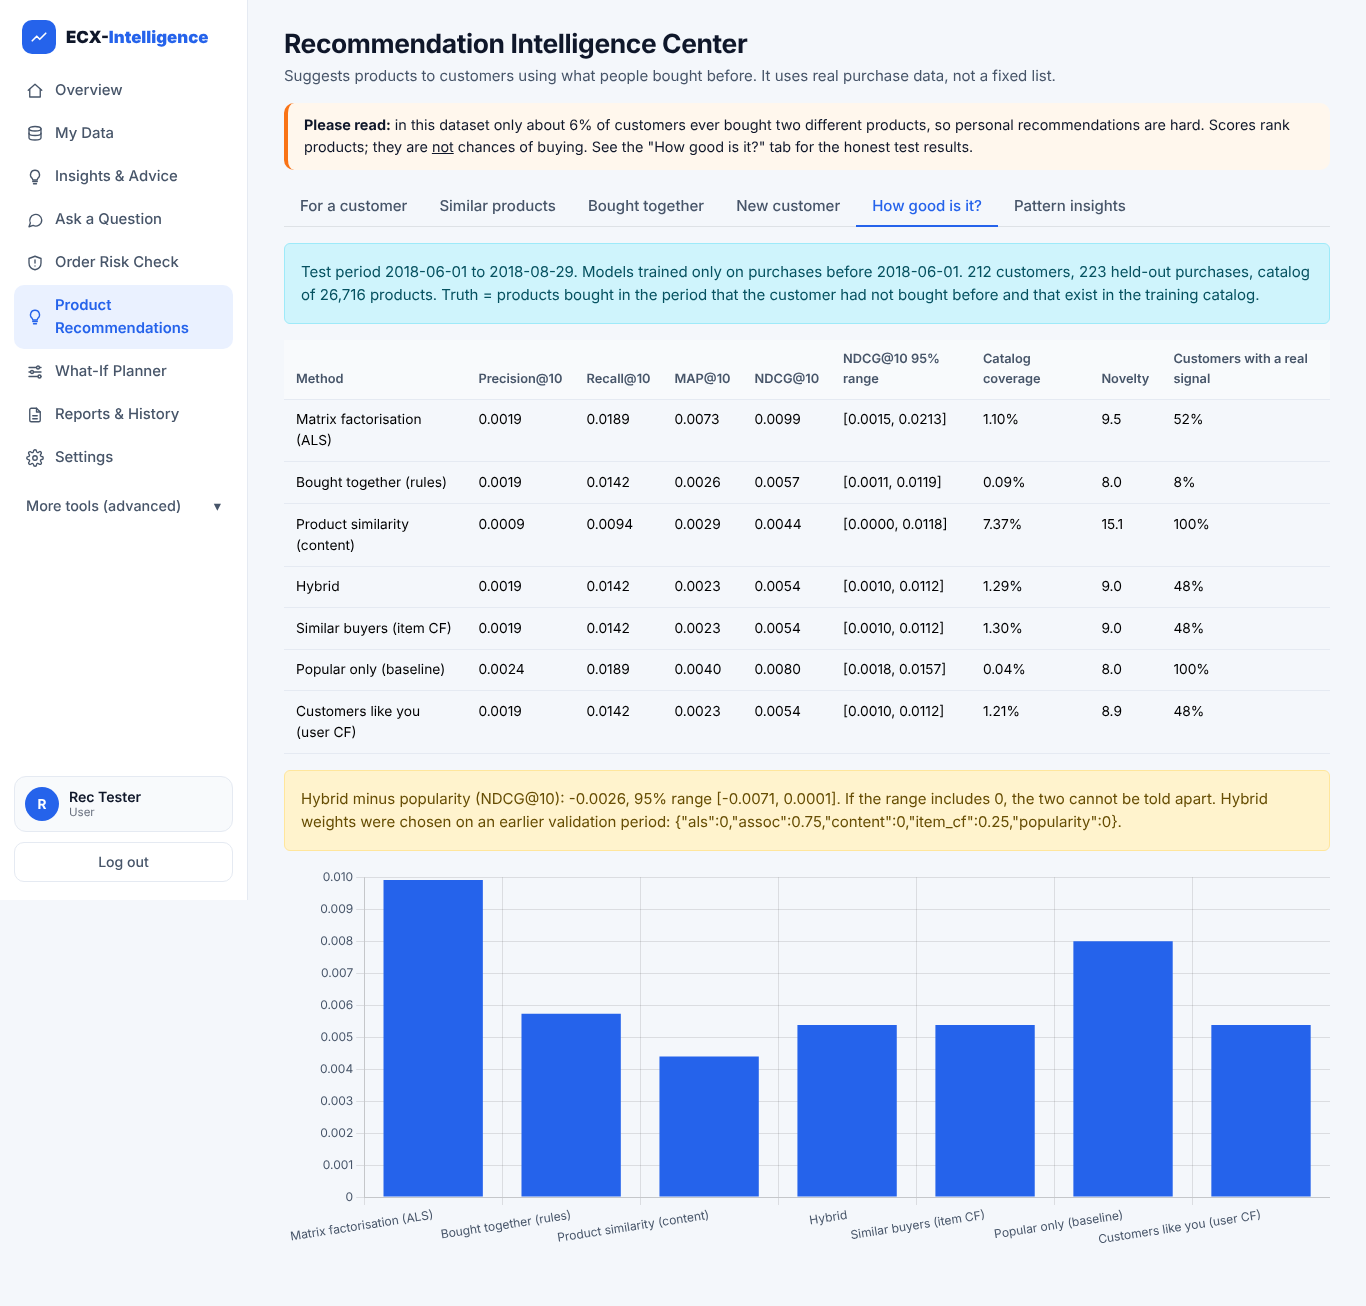 ECX-Intelligence
Overview
My Data
Insights & Advice
Ask a Question
Order Risk Check
Product
Recommendations
What-If Planner
Reports & History
Settings
More tools (advanced) ▾
R
Rec Tester
User
Log out
Recommendation Intelligence Center
Suggests products to customers using what people bought before. It uses real purchase data, not a fixed list.
Please read: in this dataset only about 6% of customers ever bought two different products, so personal recommendations are hard. Scores rank
products; they are not chances of buying. See the "How good is it?" tab for the honest test results.
For a customer Similar products Bought together New customer How good is it? Pattern insights
Test period 2018-06-01 to 2018-08-29. Models trained only on purchases before 2018-06-01. 212 customers, 223 held-out purchases, catalog
of 26,716 products. Truth = products bought in the period that the customer had not bought before and that exist in the training catalog.
NDCG@10 95% Catalog Customers with a real
Method Precision@10 Recall@10 MAP@10 NDCG@10 range coverage Novelty signal
Matrix factorisation 0.0019 0.0189 0.0073 0.0099 [0.0015, 0.0213] 1.10% 9.5 52%
(ALS)
Bought together (rules) 0.0019 0.0142 0.0026 0.0057 [0.0011, 0.0119] 0.09% 8.0 8%
Product similarity 0.0009 0.0094 0.0029 0.0044 [0.0000, 0.0118] 7.37% 15.1 100%
(content)
Hybrid 0.0019 0.0142 0.0023 0.0054 [0.0010, 0.0112] 1.29% 9.0 48%
Similar buyers (item CF) 0.0019 0.0142 0.0023 0.0054 [0.0010, 0.0112] 1.30% 9.0 48%
Popular only (baseline) 0.0024 0.0189 0.0040 0.0080 [0.0018, 0.0157] 0.04% 8.0 100%
Customers like you 0.0019 0.0142 0.0023 0.0054 [0.0010, 0.0112] 1.21% 8.9 48%
(user CF)
Hybrid minus popularity (NDCG@10): -0.0026, 95% range [-0.0071, 0.0001]. If the range includes 0, the two cannot be told apart. Hybrid
weights were chosen on an earlier validation period: {"als":0,"assoc":0.75,"content":0,"item_cf":0.25,"popularity":0}.
0.010
0.009
0.008
0.007
0.006
0.005
0.004
0.003
0.002
0.001
0
Matrix factorisation (ALS)
Bought together (rules)
Product similarity (content)
Hybrid
Similar buyers (item CF)
Popular only (baseline)
Customers like you (user CF)